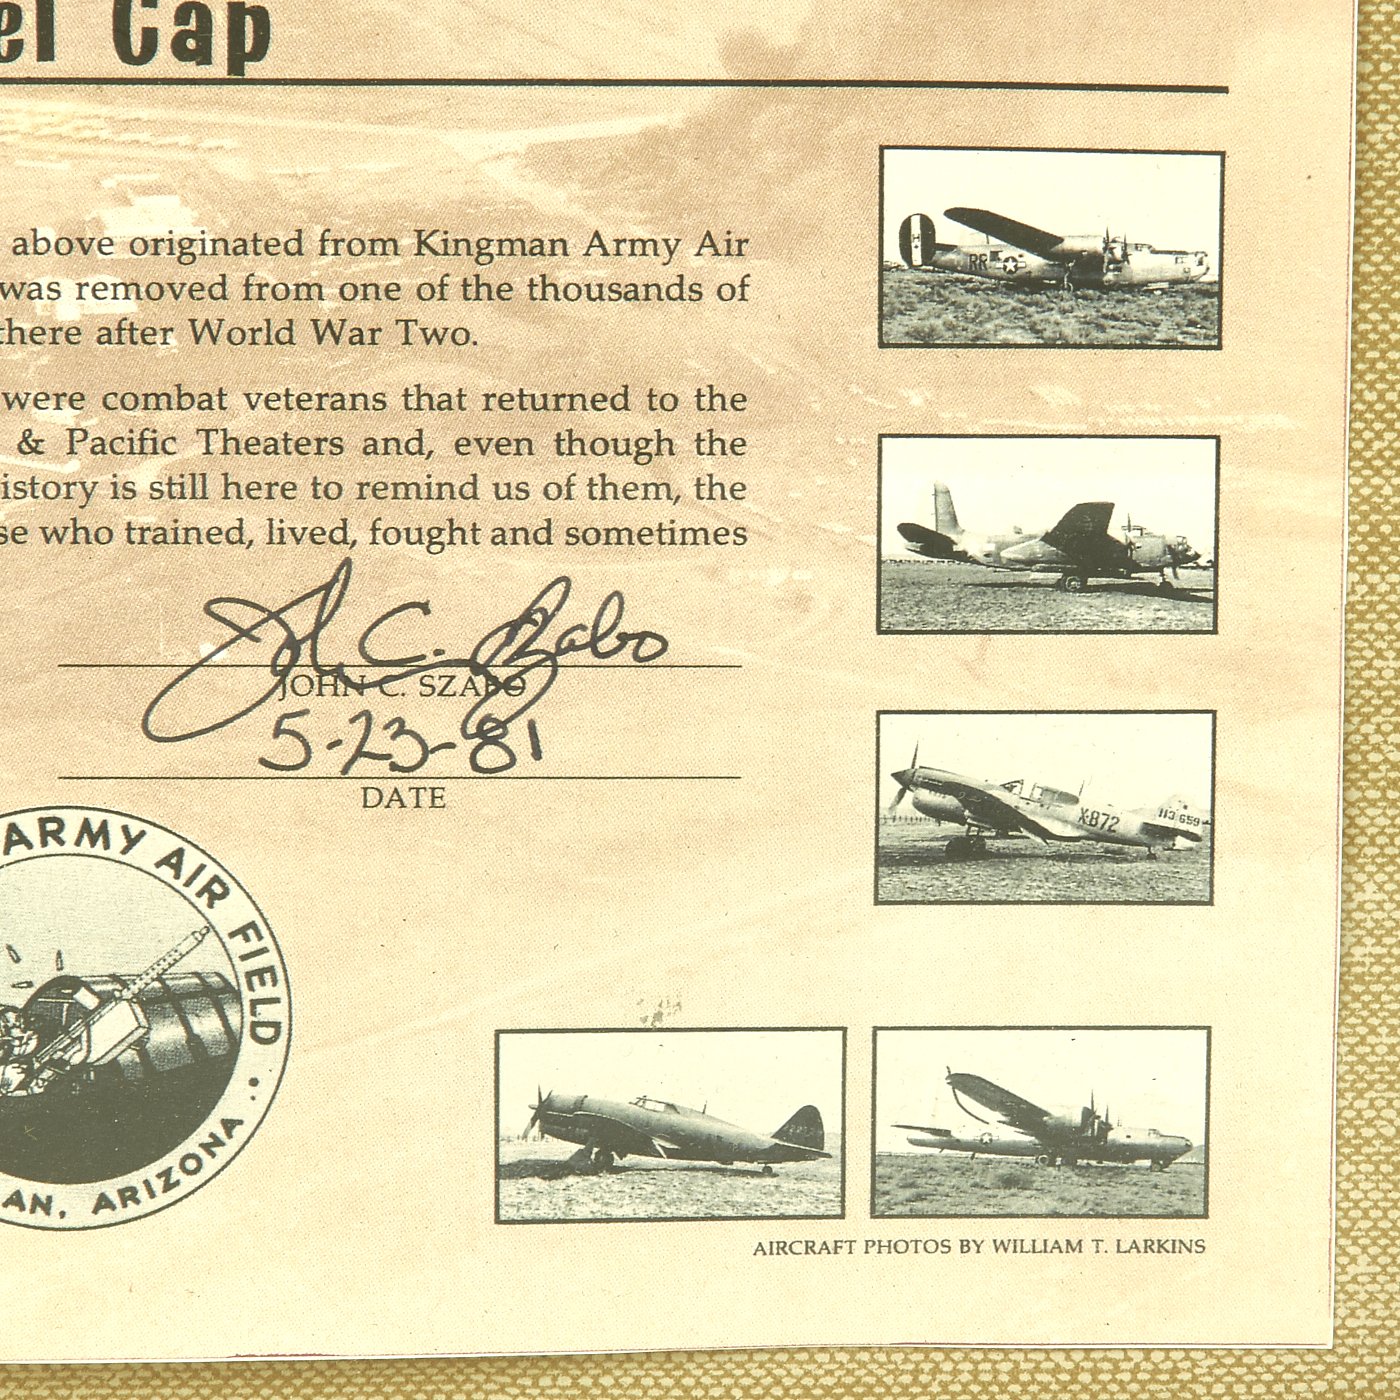 el Cap
above originated from Kingman Army Air
was removed from one of the thousands of
there after World War Two.
were combat veterans that returned to the
& Pacific Theaters and, even though the
istory is still here to remind us of them, the
se who trained, lived, fought and sometimes
John C. Szabo
JOHN C. SZABO
5-23-81
DATE
ARMY AIR FIELD
AN, ARIZONA
RR
X-B72
113 659
AIRCRAFT PHOTOS BY WILLIAM T. LARKINS